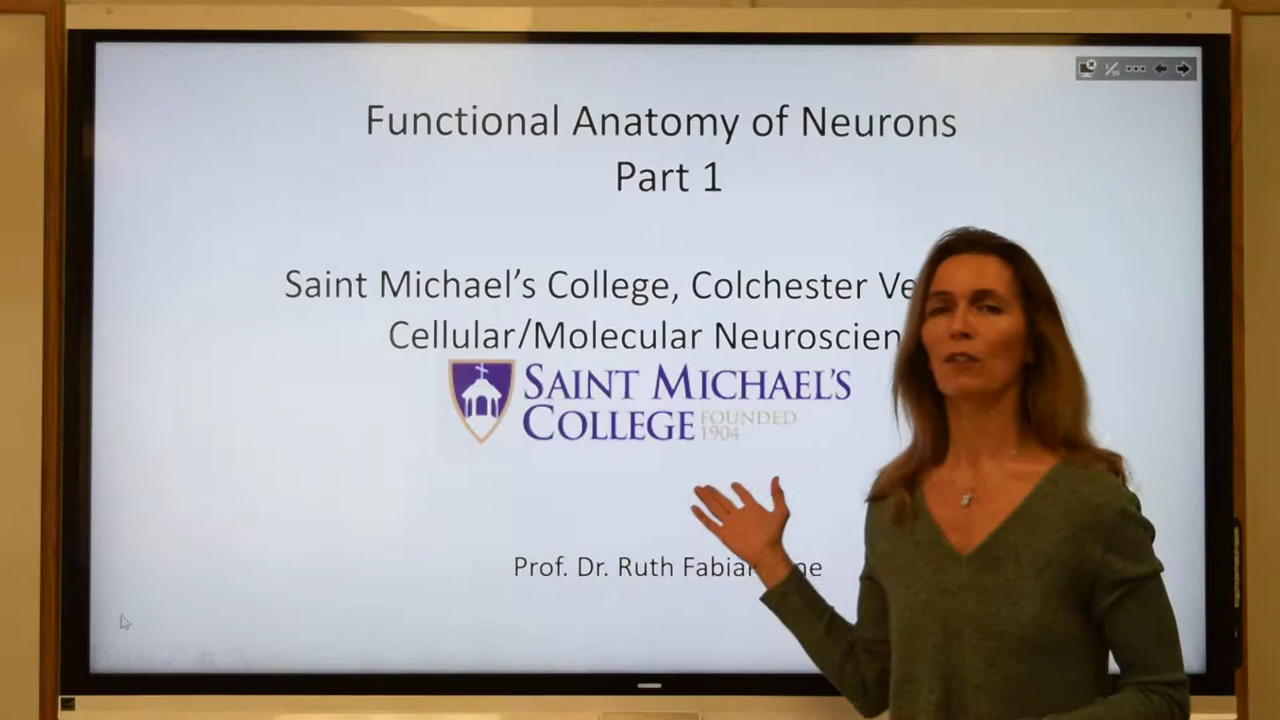 Functional Anatomy of Neurons
Part 1
Saint Michael's College, Colchester
Cellular/Molecular
SAINT MICHAEL'S
COLLEGE FOUNDED
1904
Prof. Dr. Ruth